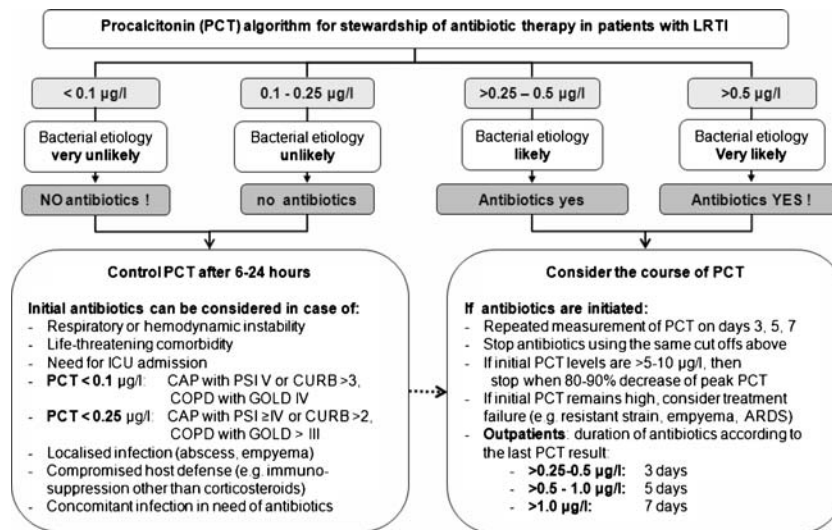 Procalcitonin (PCT) algorithm for stewardship of antibiotic therapy in patients with LRTI
< 0.1 µg/l
0.1 - 0.25 µg/l
>0.25 – 0.5 µg/l
>0.5 µg/l
Bacterial etiology
very unlikely
Bacterial etiology
unlikely
Bacterial etiology
likely
Bacterial etiology
Very likely
NO antibiotics !
no antibiotics
Antibiotics yes
Antibiotics YES !
Control PCT after 6-24 hours
Initial antibiotics can be considered in case of:
- Respiratory or hemodynamic instability
- Life-threatening comorbidity
- Need for ICU admission
- PCT < 0.1 µg/l: CAP with PSI V or CURB >3,
COPD with GOLD IV
- PCT < 0.25 µg/l: CAP with PSI ≥IV or CURB >2,
COPD with GOLD > III
- Localised infection (abscess, empyema)
- Compromised host defense (e.g. immuno-
suppression other than corticosteroids)
- Concomitant infection in need of antibiotics
Consider the course of PCT
If antibiotics are initiated:
- Repeated measurement of PCT on days 3, 5, 7
- Stop antibiotics using the same cut offs above
- If initial PCT levels are >5-10 µg/l, then
stop when 80-90% decrease of peak PCT
- If initial PCT remains high, consider treatment
failure (e.g. resistant strain, empyema, ARDS)
- Outpatients: duration of antibiotics according to
the last PCT result:
- >0.25-0.5 µg/l: 3 days
- >0.5 - 1.0 µg/l: 5 days
- >1.0 µg/l: 7 days